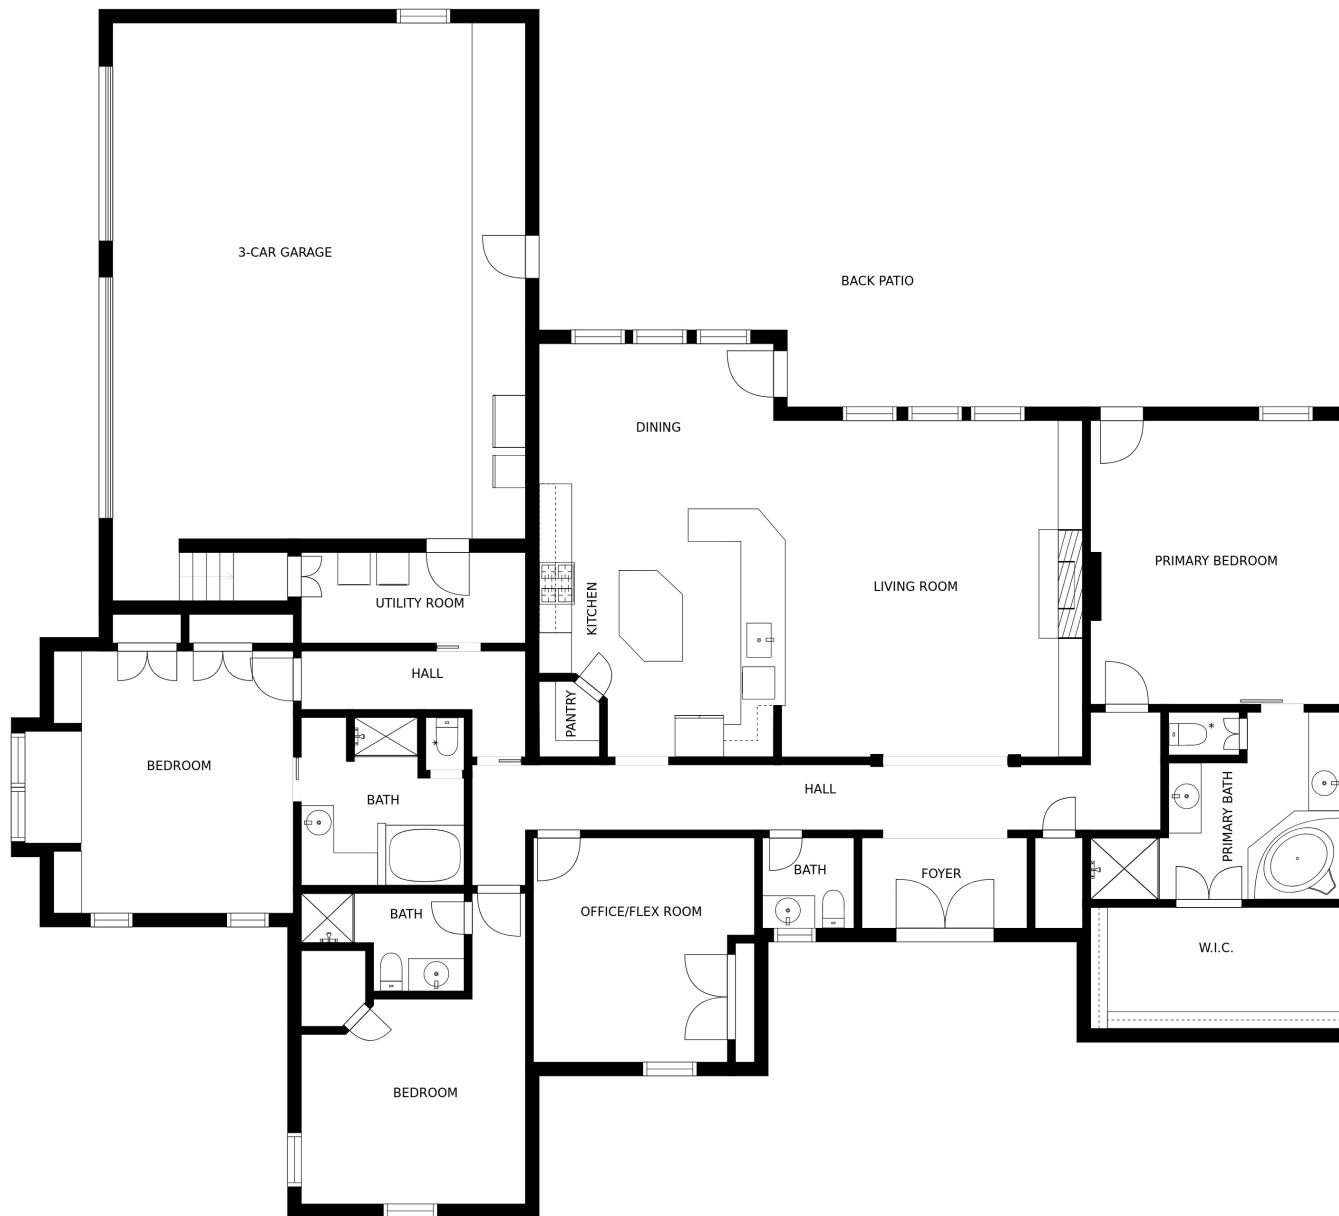 3-CAR GARAGE
BACK PATIO
DINING
PRIMARY BEDROOM
LIVING ROOM
KITCHEN
UTILITY ROOM
HALL
PANTRY
BEDROOM
BATH
HALL
PRIMARY BATH
BATH
FOYER
BATH
OFFICE/FLEX ROOM
W.I.C.
BEDROOM